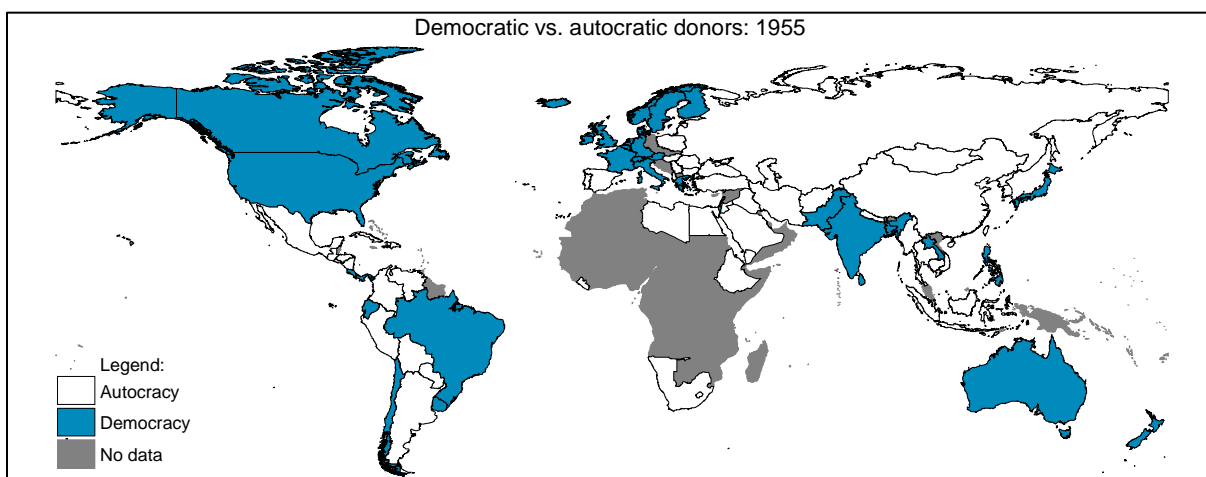 Democratic vs. autocratic donors: 1955
Legend:
Autocracy
Democracy
No data